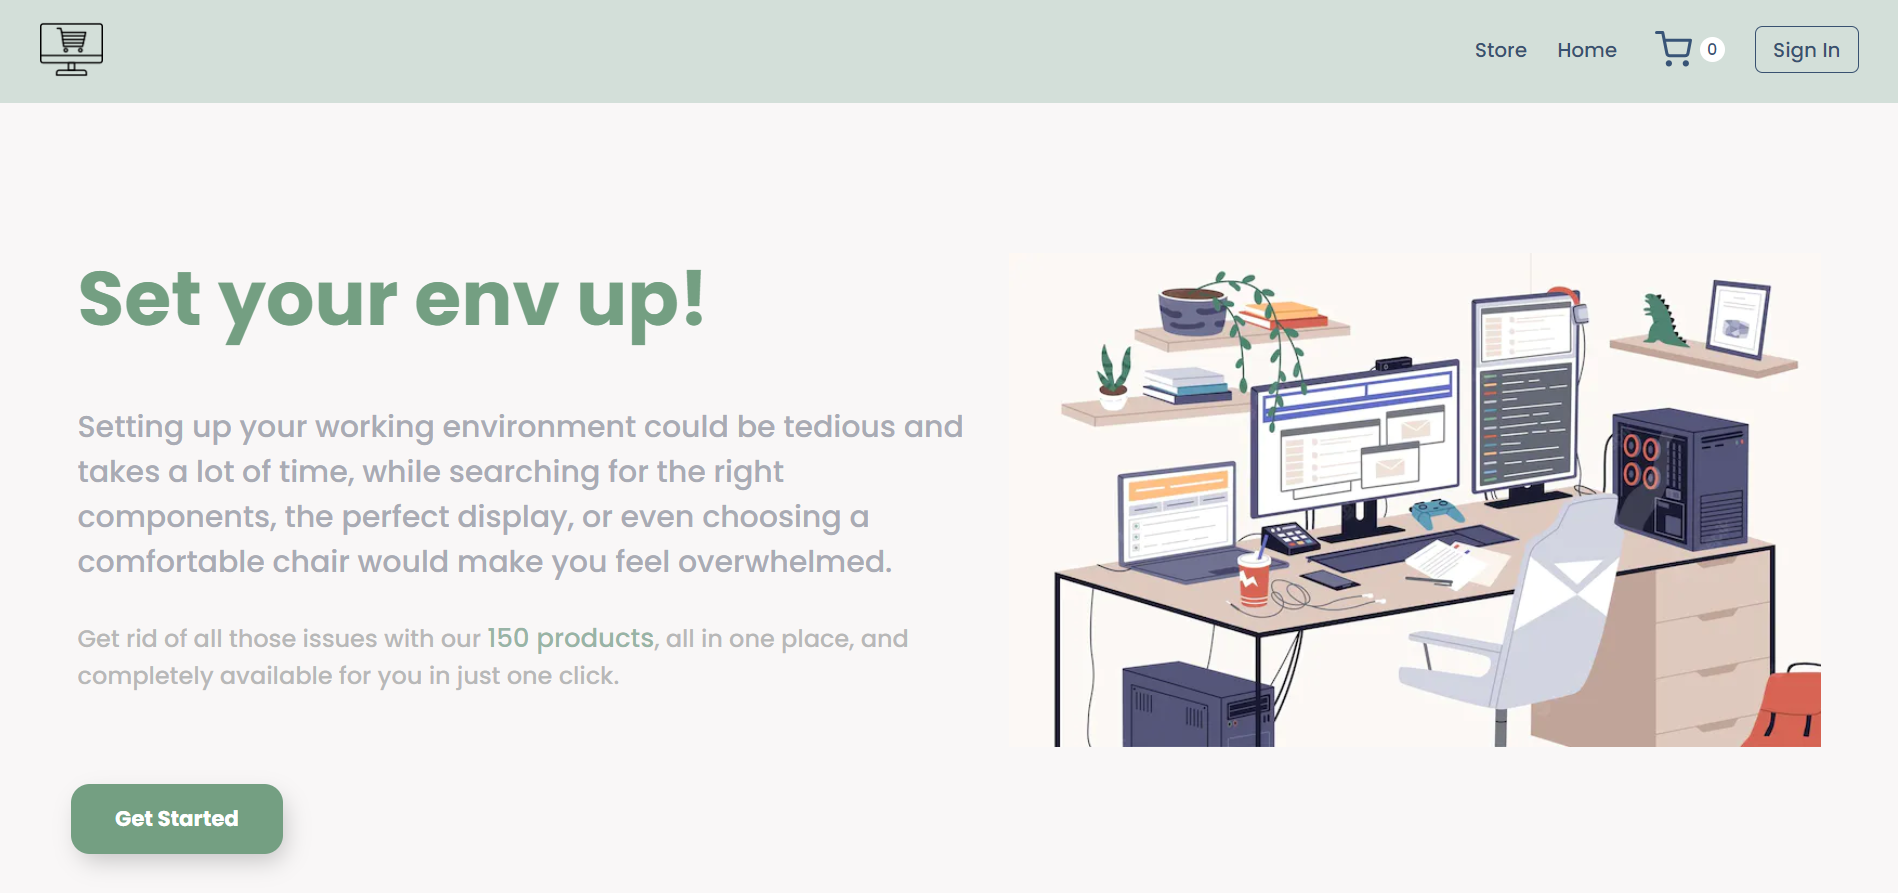 Store Home 0 Sign In
Set your env up!
Setting up your working environment could be tedious and
takes a lot of time, while searching for the right
components, the perfect display, or even choosing a
comfortable chair would make you feel overwhelmed.
Get rid of all those issues with our 150 products, all in one place, and
completely available for you in just one click.
Get Started